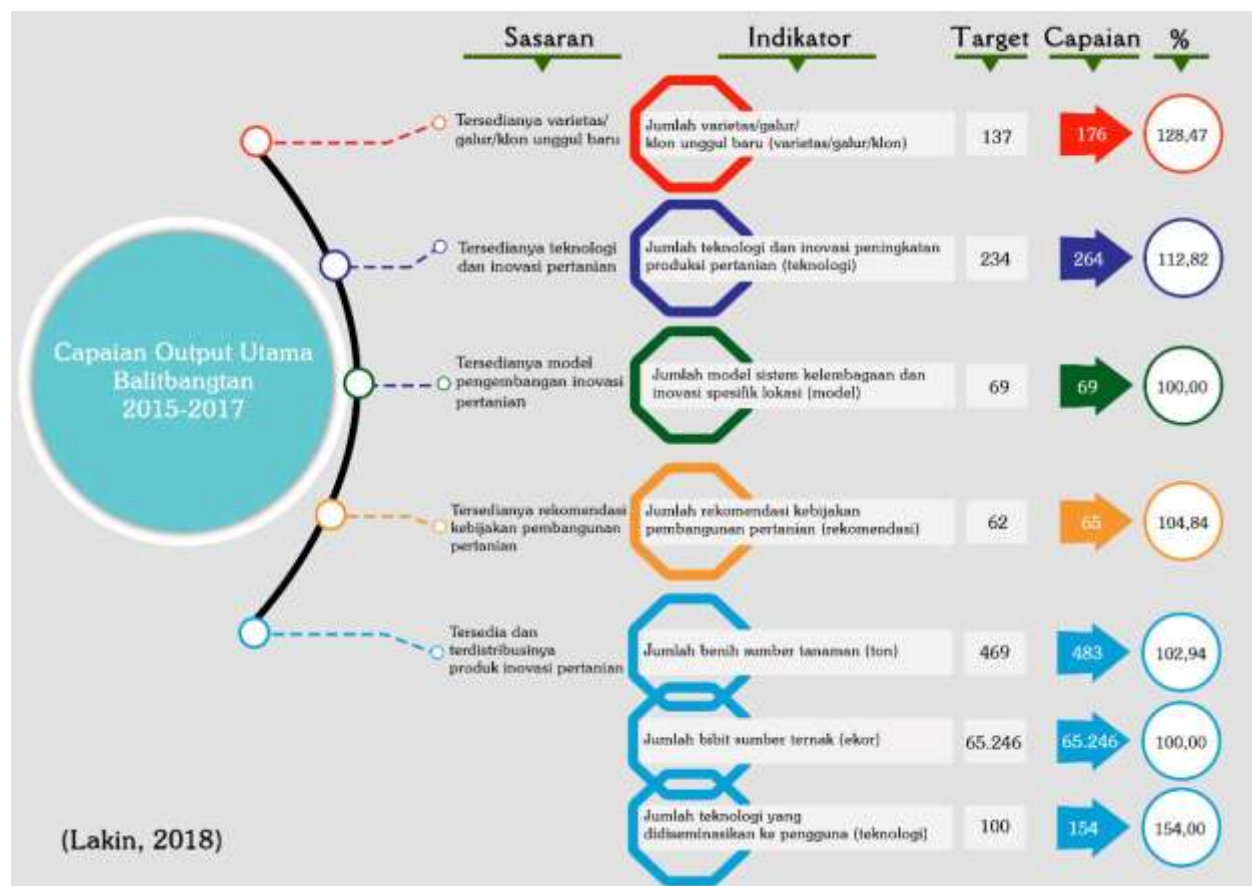 Sasaran
Indikator
Target
Capaian
%
Capaian Output Utama
Balitbangtan
2015-2017
Tersedianya varietas/
galur/klon unggul baru
Jumlah varietas/galur/
klon unggul baru (varietas/galur/klon)
137
176
128,47
Tersedianya teknologi
dan inovasi pertanian
Jumlah teknologi dan inovasi peningkatan
produksi pertanian (teknologi)
234
264
112,82
Tersedianya model
pengembangan inovasi
pertanian
Jumlah model sistem kelembagaan dan
inovasi spesifik lokasi (model)
69
69
100,00
Tersedianya rekomendasi
kebijakan pembangunan
pertanian
Jumlah rekomendasi kebijakan
pembangunan pertanian (rekomendasi)
62
65
104,84
Tersedia dan
terdistribusinya
produk inovasi pertanian
Jumlah benih sumber tanaman (ton)
469
483
102,94
Jumlah bibit sumber ternak (ekor)
65.246
65.246
100,00
Jumlah teknologi yang
didiseminasikan ke pengguna (teknologi)
100
154
154,00
(Lakin, 2018)